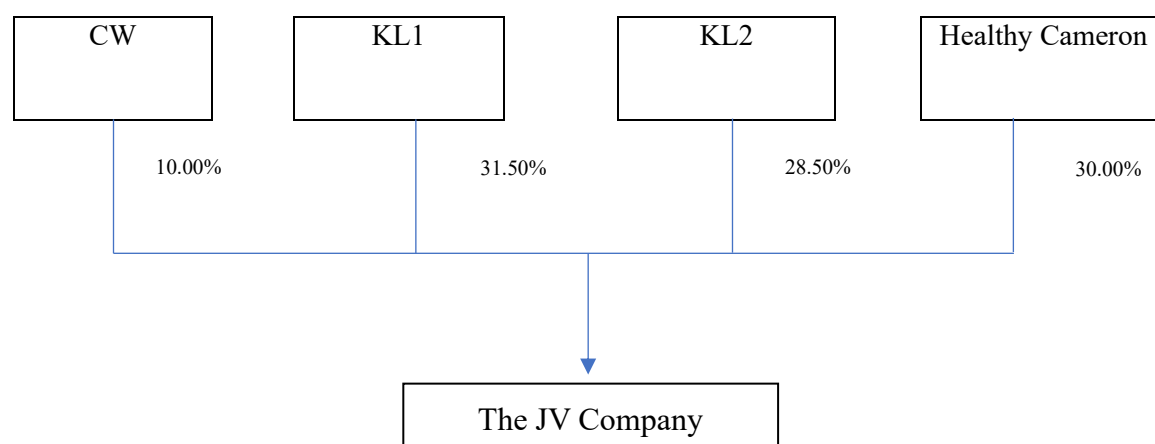 CW
KL1
KL2
Healthy Cameron
10.00%
31.50%
28.50%
30.00%
The JV Company